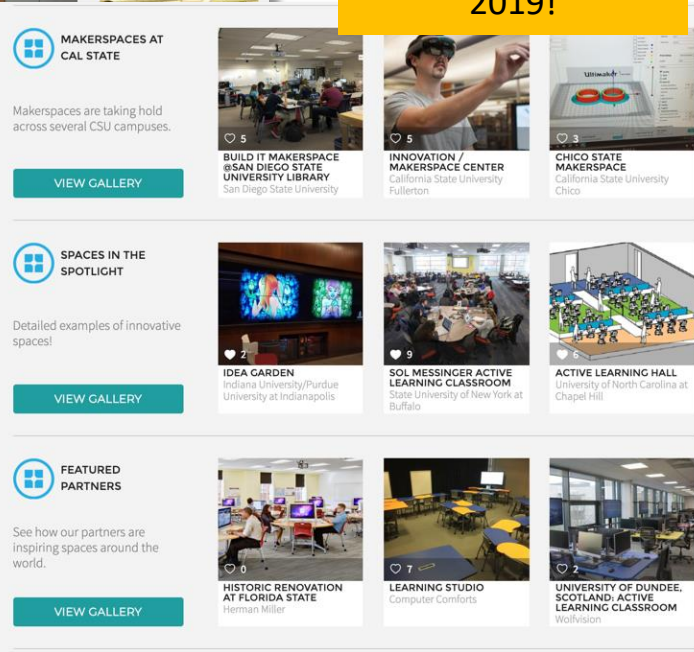 2019!
MAKERSPACES AT
CAL STATE
Makerspaces are taking hold
across several CSU campuses.
VIEW GALLERY
5
BUILD IT MAKERSPACE
@SAN DIEGO STATE
UNIVERSITY LIBRARY
San Diego State University
5
INNOVATION /
MAKERSPACE CENTER
California State University
Fullerton
Ultimaker
3
CHICO STATE
MAKERSPACE
California State University
Chico
SPACES IN THE
SPOTLIGHT
Detailed examples of innovative
spaces!
VIEW GALLERY
2
IDEA GARDEN
Indiana University/Purdue
University at Indianapolis
9
SOL MESSINGER ACTIVE
LEARNING CLASSROOM
State University of New York at
Buffalo
6
ACTIVE LEARNING HALL
University of North Carolina at
Chapel Hill
FEATURED
PARTNERS
See how our partners are
inspiring spaces around the
world.
VIEW GALLERY
0
HISTORIC RENOVATION
AT FLORIDA STATE
Herman Miller
7
LEARNING STUDIO
Computer Comforts
2
UNIVERSITY OF DUNDEE,
SCOTLAND: ACTIVE
LEARNING CLASSROOM
Wolfvision